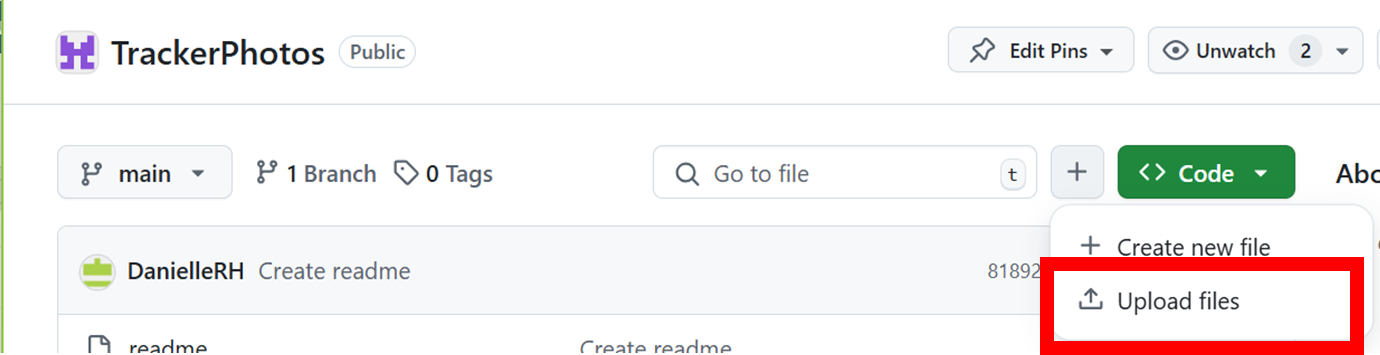 TrackerPhotos Public Edit Pins Unwatch 2
main 1 Branch 0 Tags Go to file t Code
Create new file
DanielleRH Create readme 81892
Upload files
readme Create readme